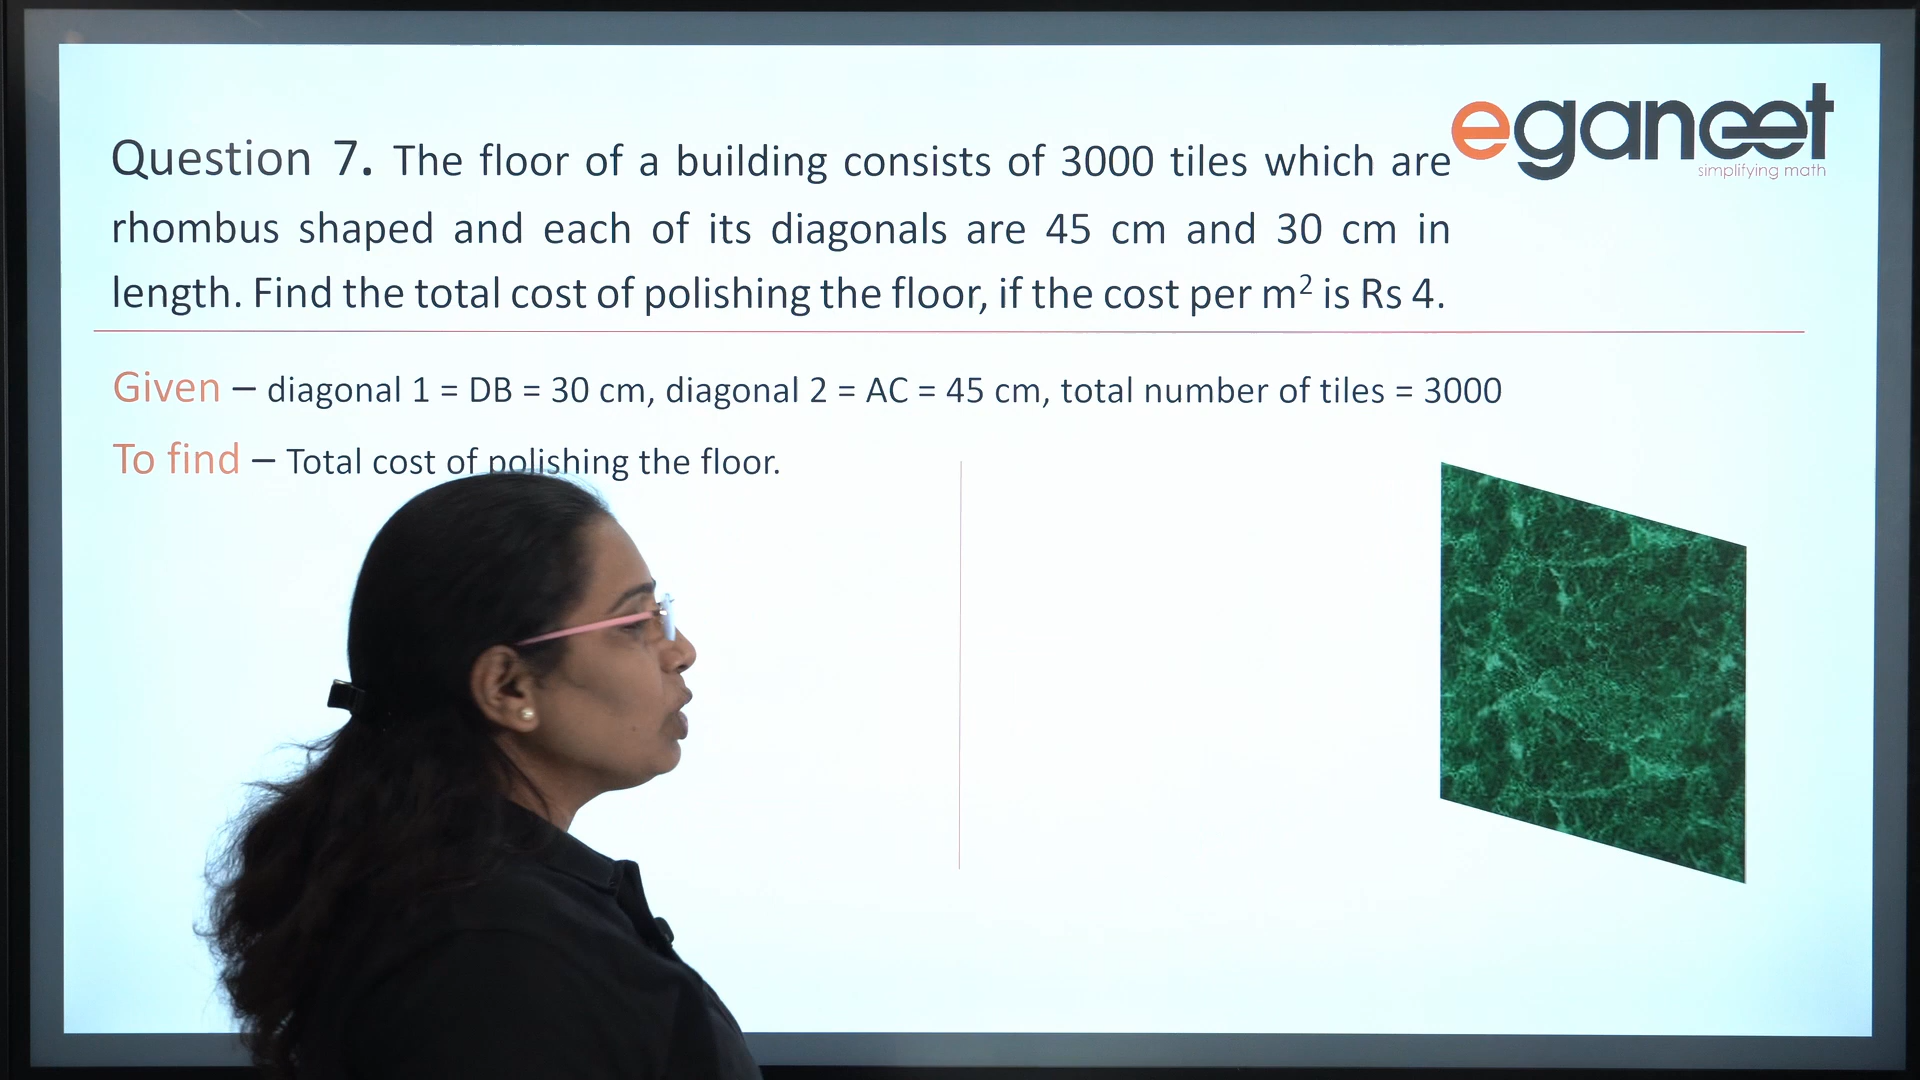 eganeet
simplifying math
Question 7. The floor of a building consists of 3000 tiles which are
rhombus shaped and each of its diagonals are 45 cm and 30 cm in
length. Find the total cost of polishing the floor, if the cost per m² is Rs 4.
Given – diagonal 1 = DB = 30 cm, diagonal 2 = AC = 45 cm, total number of tiles = 3000
To find – Total cost of polishing the floor.